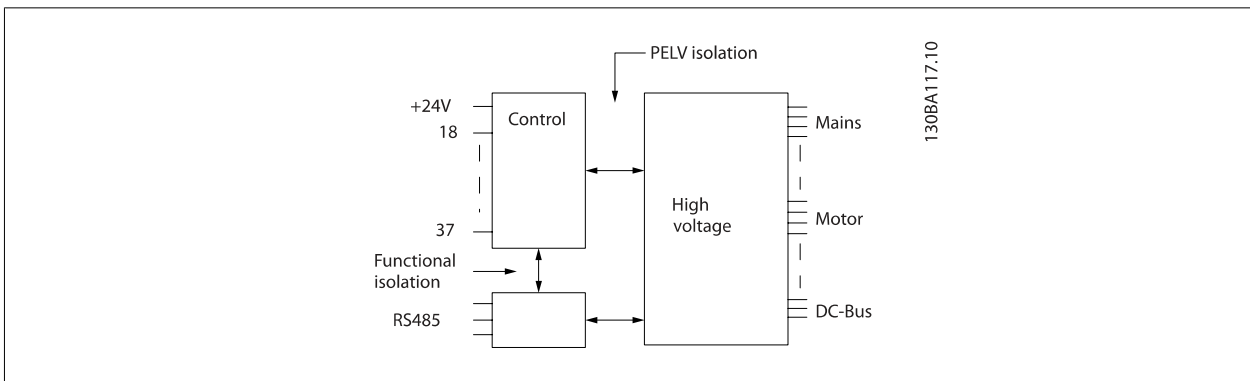 PELV isolation
+24V
Control
18
Mains
130BA117.10
High
voltage
Motor
37
Functional
isolation
RS485
DC-Bus